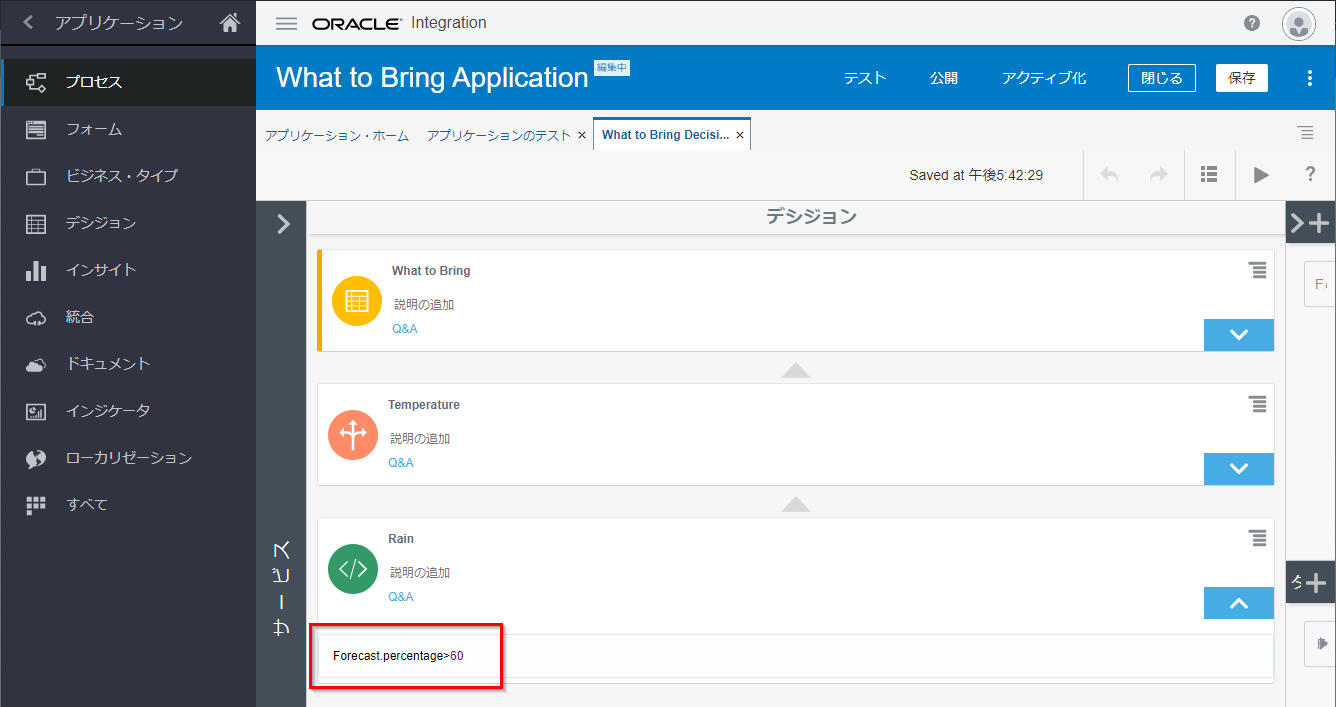 アプリケーション
ORACLE Integration
What to Bring Application 編集中
テスト
公開
アクティブ化
閉じる
保存
プロセス
フォーム
ビジネス・タイプ
デシジョン
インサイト
統合
ドキュメント
インジケータ
ローカリゼーション
すべて
アプリケーション・ホーム
アプリケーションのテスト ×
What to Bring Decisi... ×
Saved at 午後5:42:29
?
サービス
デシジョン
What to Bring
説明の追加
Q&A
Temperature
説明の追加
Q&A
Rain
説明の追加
Q&A
Forecast.percentage>60